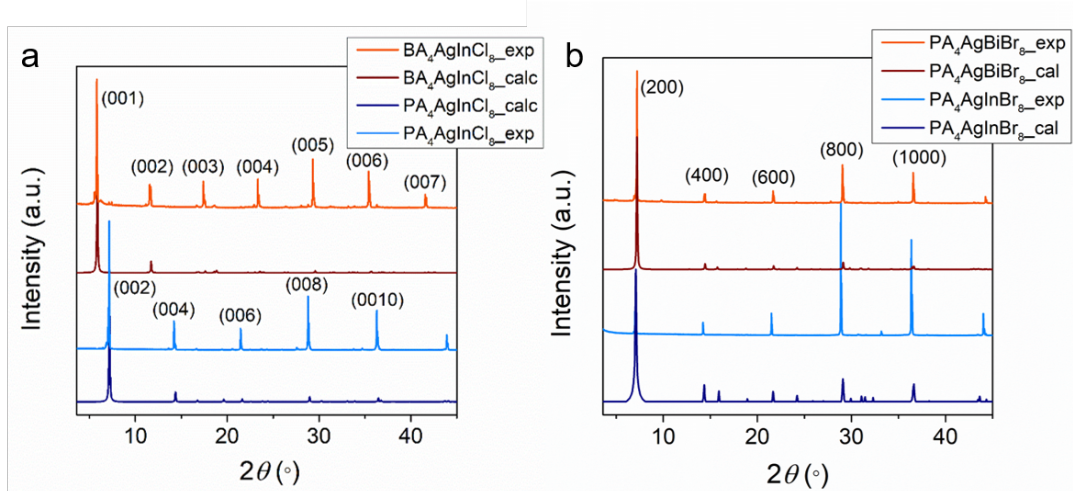 a
BA₄AgInCl₈_exp
BA₄AgInCl₈_calc
PA₄AgInCl₈_calc
PA₄AgInCl₈_exp
(001)
(002)
(003)
(004)
(005)
(006)
(007)
(002)
(004)
(006)
(008)
(0010)
Intensity (a.u.)
10
20
30
40
2θ (◦)
b
PA₄AgBiBr₈_exp
PA₄AgBiBr₈_cal
PA₄AgInBr₈_exp
PA₄AgInBr₈_cal
(200)
(400)
(600)
(800)
(1000)
Intensity (a.u.)
10
20
30
40
2θ (◦)